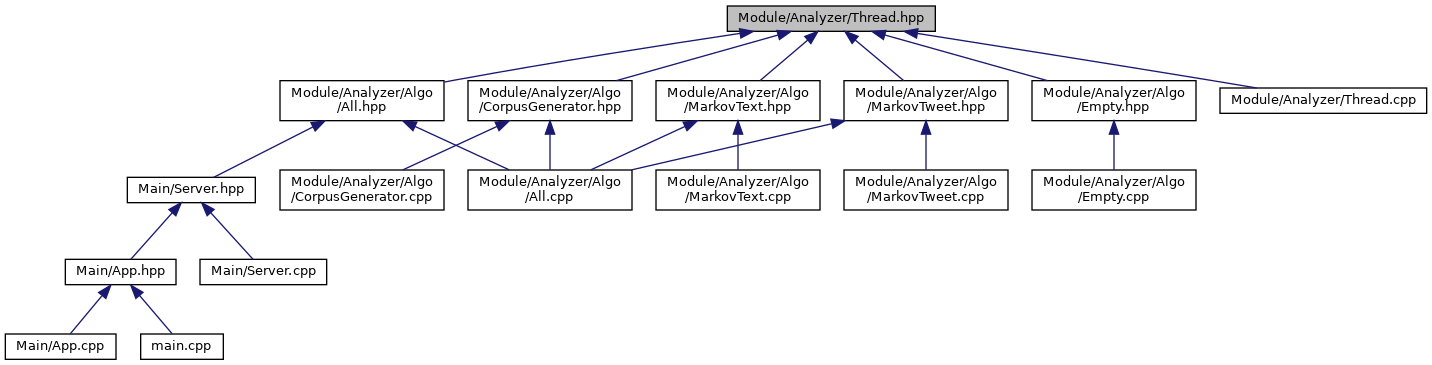 Module/Analyzer/Thread.hpp
Module/Analyzer/Algo
/All.hpp
Module/Analyzer/Algo
/CorpusGenerator.hpp
Module/Analyzer/Algo
/MarkovText.hpp
Module/Analyzer/Algo
/MarkovTweet.hpp
Module/Analyzer/Algo
/Empty.hpp
Module/Analyzer/Thread.cpp
Main/Server.hpp
Module/Analyzer/Algo
/CorpusGenerator.cpp
Module/Analyzer/Algo
/All.cpp
Module/Analyzer/Algo
/MarkovText.cpp
Module/Analyzer/Algo
/MarkovTweet.cpp
Module/Analyzer/Algo
/Empty.cpp
Main/App.hpp
Main/Server.cpp
Main/App.cpp
main.cpp